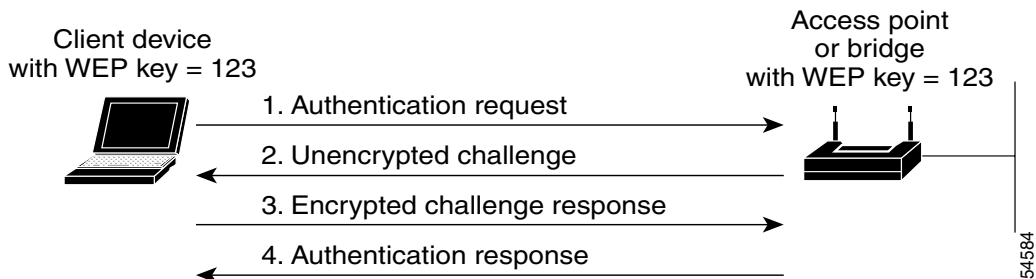 Client device
with WEP key = 123
Access point
or bridge
with WEP key = 123
1. Authentication request
2. Unencrypted challenge
3. Encrypted challenge response
4. Authentication response
54584